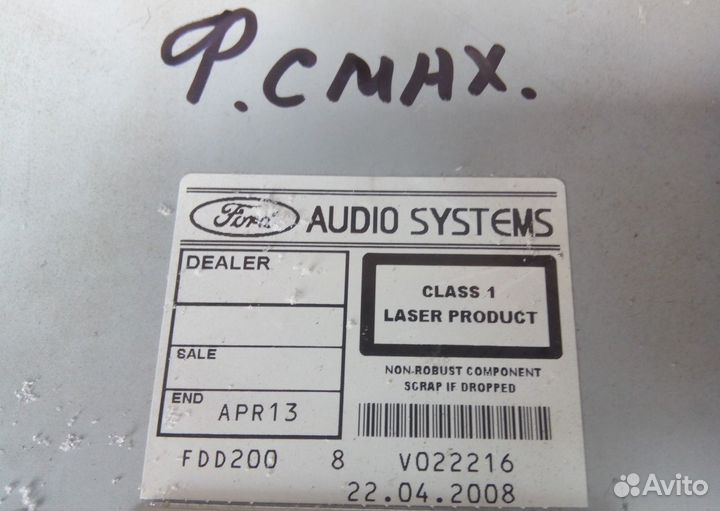 Ф. С МАХ.
Ford AUDIO SYSTEMS
DEALER
CLASS 1
LASER PRODUCT
SALE
NON-ROBUST COMPONENT
SCRAP IF DROPPED
END APR13
FDD200 8 V022216
22.04.2008
Avito